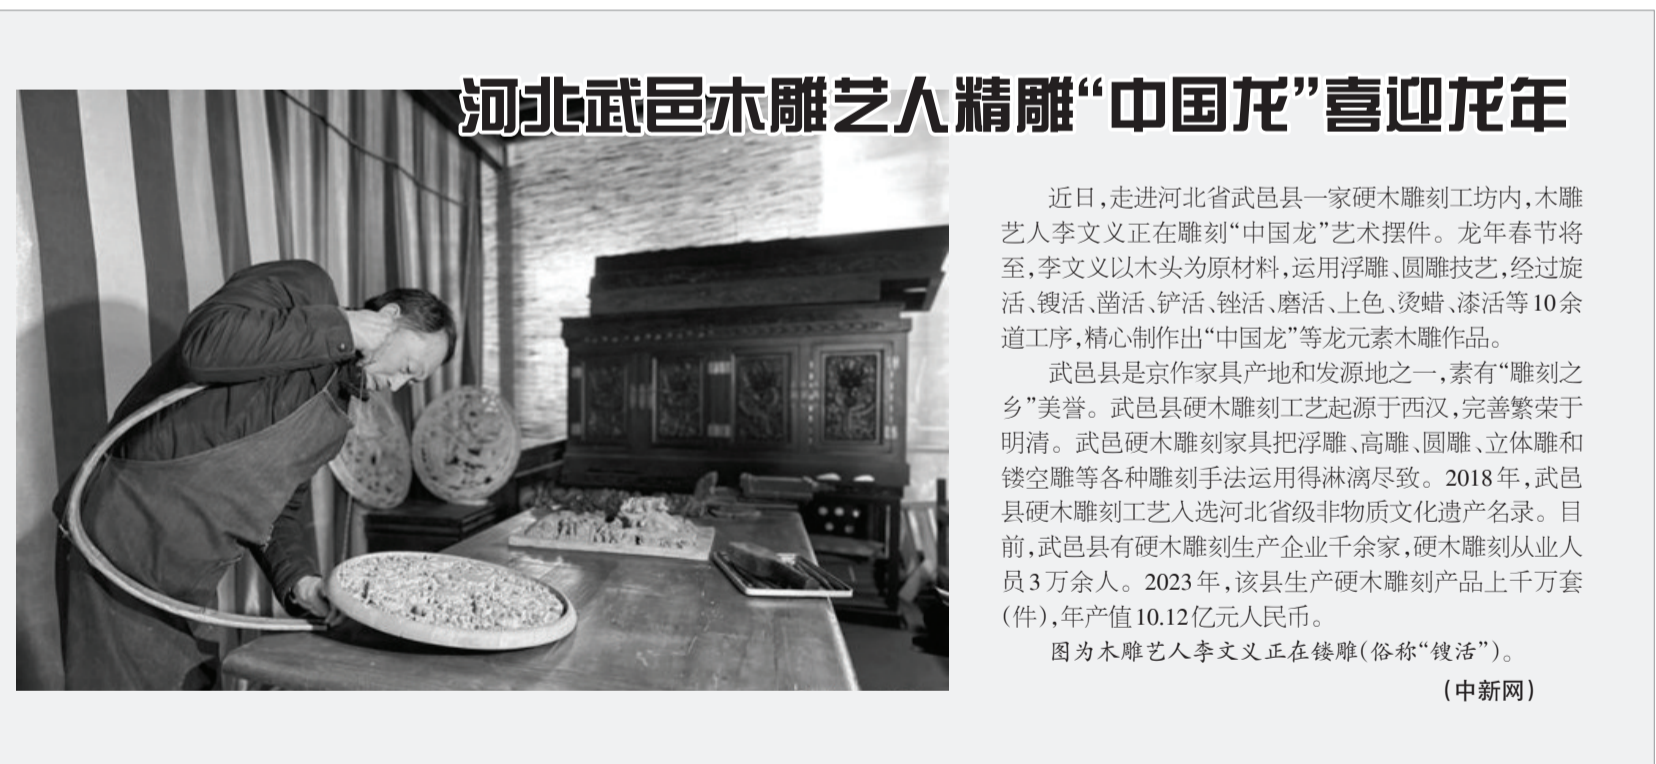 河北武邑木雕艺人精雕“中国龙”喜迎龙年
近日,走进河北省武邑县一家硬木雕刻工坊内,木雕
艺人李文义正在雕刻“中国龙”艺术摆件。龙年春节将
至,李文义以木头为原材料,运用浮雕、圆雕技艺,经过旋
活、锼活、凿活、铲活、锉活、磨活、上色、烫蜡、漆活等10余
道工序,精心制作出“中国龙”等龙元素木雕作品。
武邑县是京作家具产地和发源地之一,素有“雕刻之
乡”美誉。武邑县硬木雕刻工艺起源于西汉,完善繁荣于
明清。武邑硬木雕刻家具把浮雕、高雕、圆雕、立体雕和
镂空雕等各种雕刻手法运用得淋漓尽致。2018年,武邑
县硬木雕刻工艺入选河北省级非物质文化遗产名录。目
前,武邑县有硬木雕刻生产企业千余家,硬木雕刻从业人
员3万余人。2023年,该县生产硬木雕刻产品上千万套
(件),年产值10.12亿元人民币。
图为木雕艺人李文义正在镂雕(俗称“锼活”)。
(中新网)